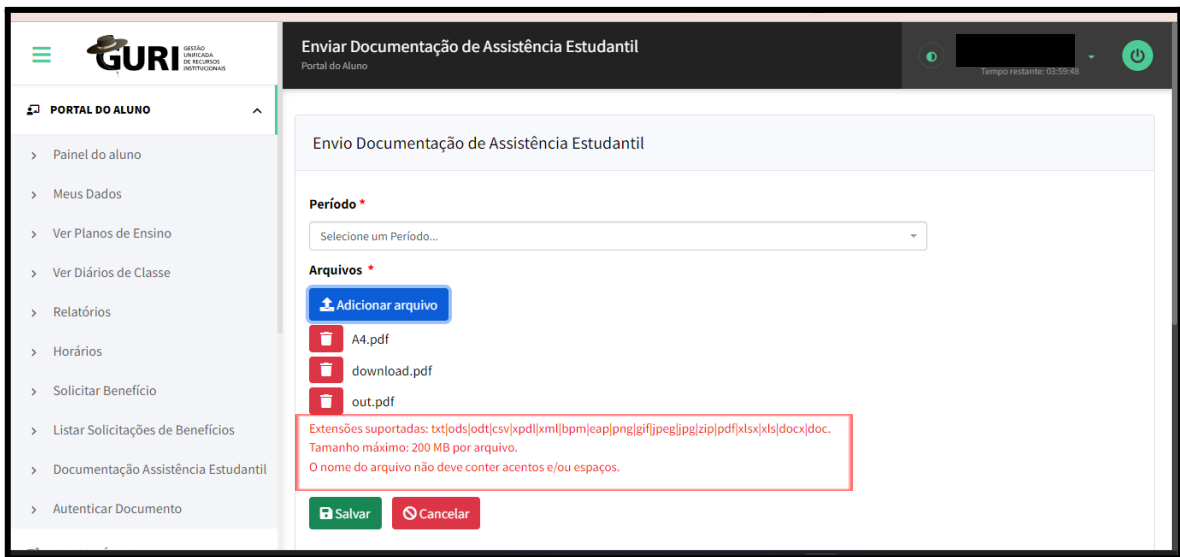 GURI
GESTÃO
UNIFICADA
DE RECURSOS
INSTITUCIONAIS
Enviar Documentação de Assistência Estudantil
Portal do Aluno
Tempo restante: 03:59:48
PORTAL DO ALUNO
Painel do aluno
Meus Dados
Ver Planos de Ensino
Ver Diários de Classe
Relatórios
Horários
Solicitar Benefício
Listar Solicitações de Benefícios
Documentação Assistência Estudantil
Autenticar Documento
Envio Documentação de Assistência Estudantil
Período *
Selecione um Período...
Arquivos *
Adicionar arquivo
A4.pdf
download.pdf
out.pdf
Extensões suportadas: txt|ods|odt|csv|xpdl|xml|bpm|eap|png|gif|jpeg|jpg|zip|pdf|xlsx|xls|docx|doc.
Tamanho máximo: 200 MB por arquivo.
O nome do arquivo não deve conter acentos e/ou espaços.
Salvar
Cancelar